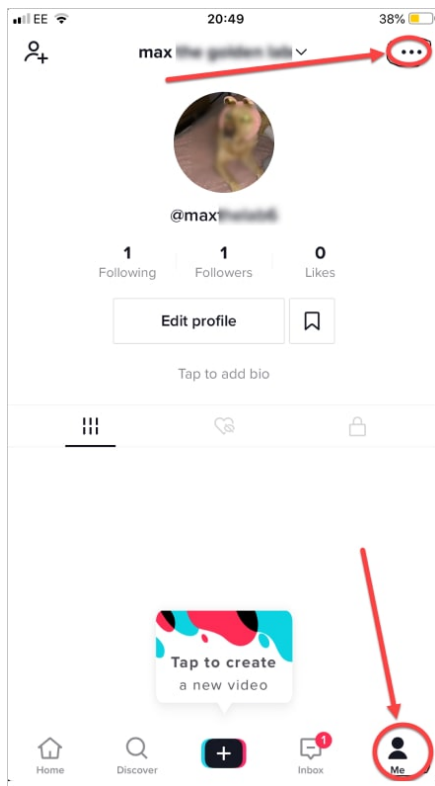 EE 20:49 38%
max
@max
1 1 0
Following Followers Likes
Edit profile
Tap to add bio
Tap to create
a new video
1
Home Discover Inbox Me